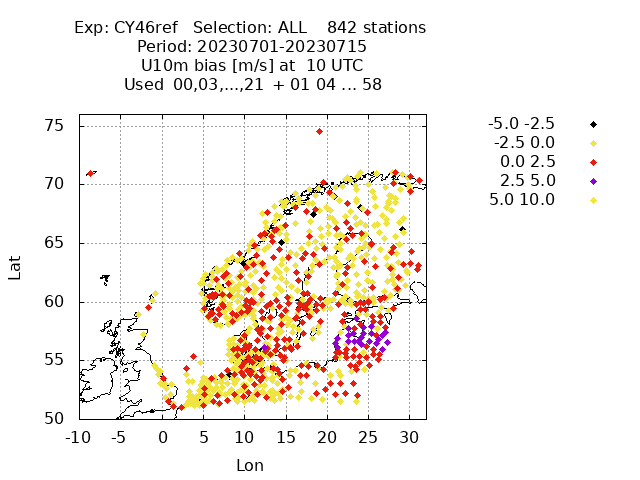 Exp: CY46ref Selection: ALL 842 stations
Period: 20230701-20230715
U10m bias [m/s] at 10 UTC
Used 00,03,...,21 + 01 04 ... 58
-5.0 -2.5
-2.5 0.0
0.0 2.5
2.5 5.0
5.0 10.0
75
70
65
60
55
50
Lat
-10 -5 0 5 10 15 20 25 30
Lon